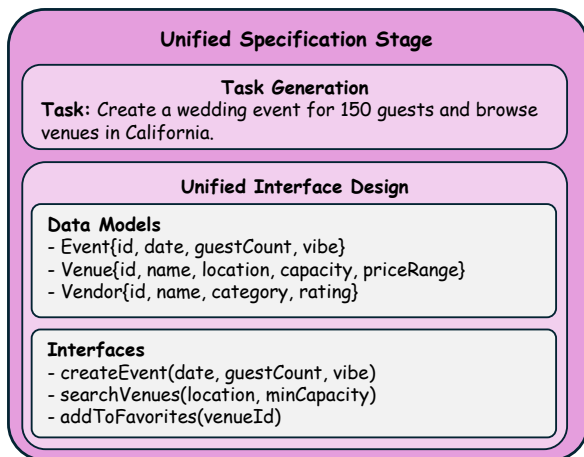 Unified Specification Stage
Task Generation
Task: Create a wedding event for 150 guests and browse
venues in California.
Unified Interface Design
Data Models
- Event{id, date, guestCount, vibe}
- Venue{id, name, location, capacity, priceRange}
- Vendor{id, name, category, rating}
Interfaces
- createEvent(date, guestCount, vibe)
- searchVenues(location, minCapacity)
- addToFavorites(venueId)